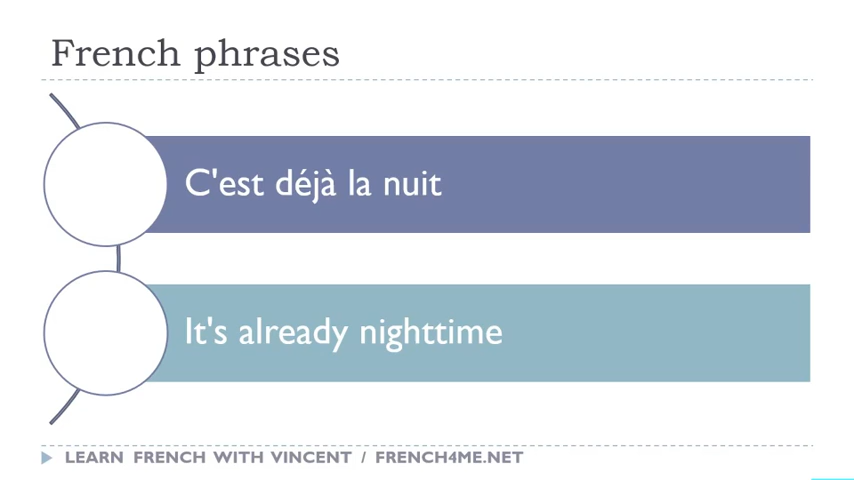 French phrases
C'est déjà la nuit
It's already nighttime
LEARN FRENCH WITH VINCENT / FRENCH4ME.NET